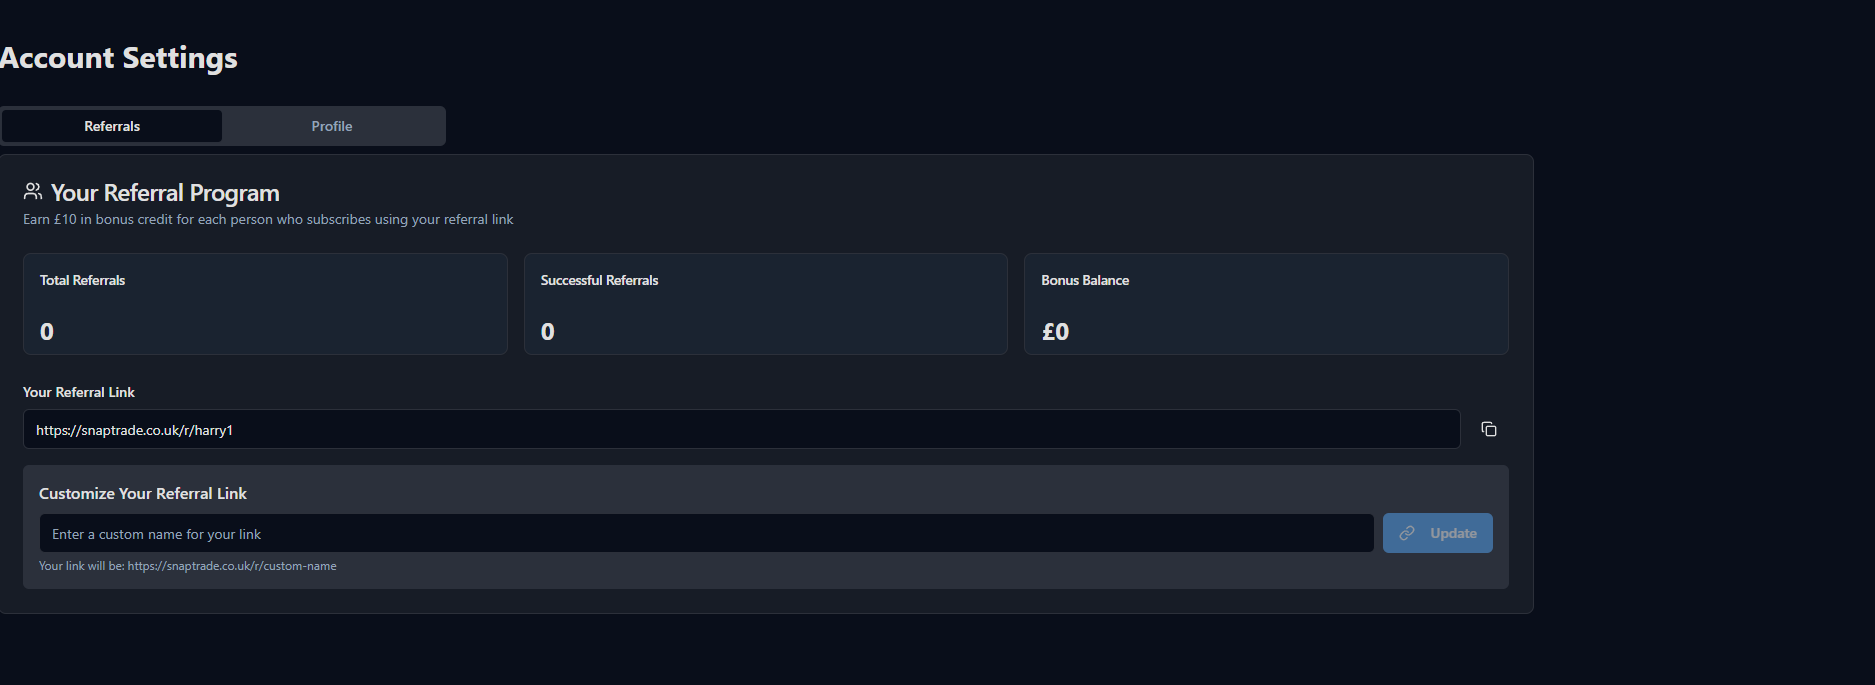 Account Settings
Referrals
Profile
Your Referral Program
Earn £10 in bonus credit for each person who subscribes using your referral link
Total Referrals
0
Successful Referrals
0
Bonus Balance
£0
Your Referral Link
https://snaptrade.co.uk/r/harry1
Customize Your Referral Link
Enter a custom name for your link
Update
Your link will be: https://snaptrade.co.uk/r/custom-name